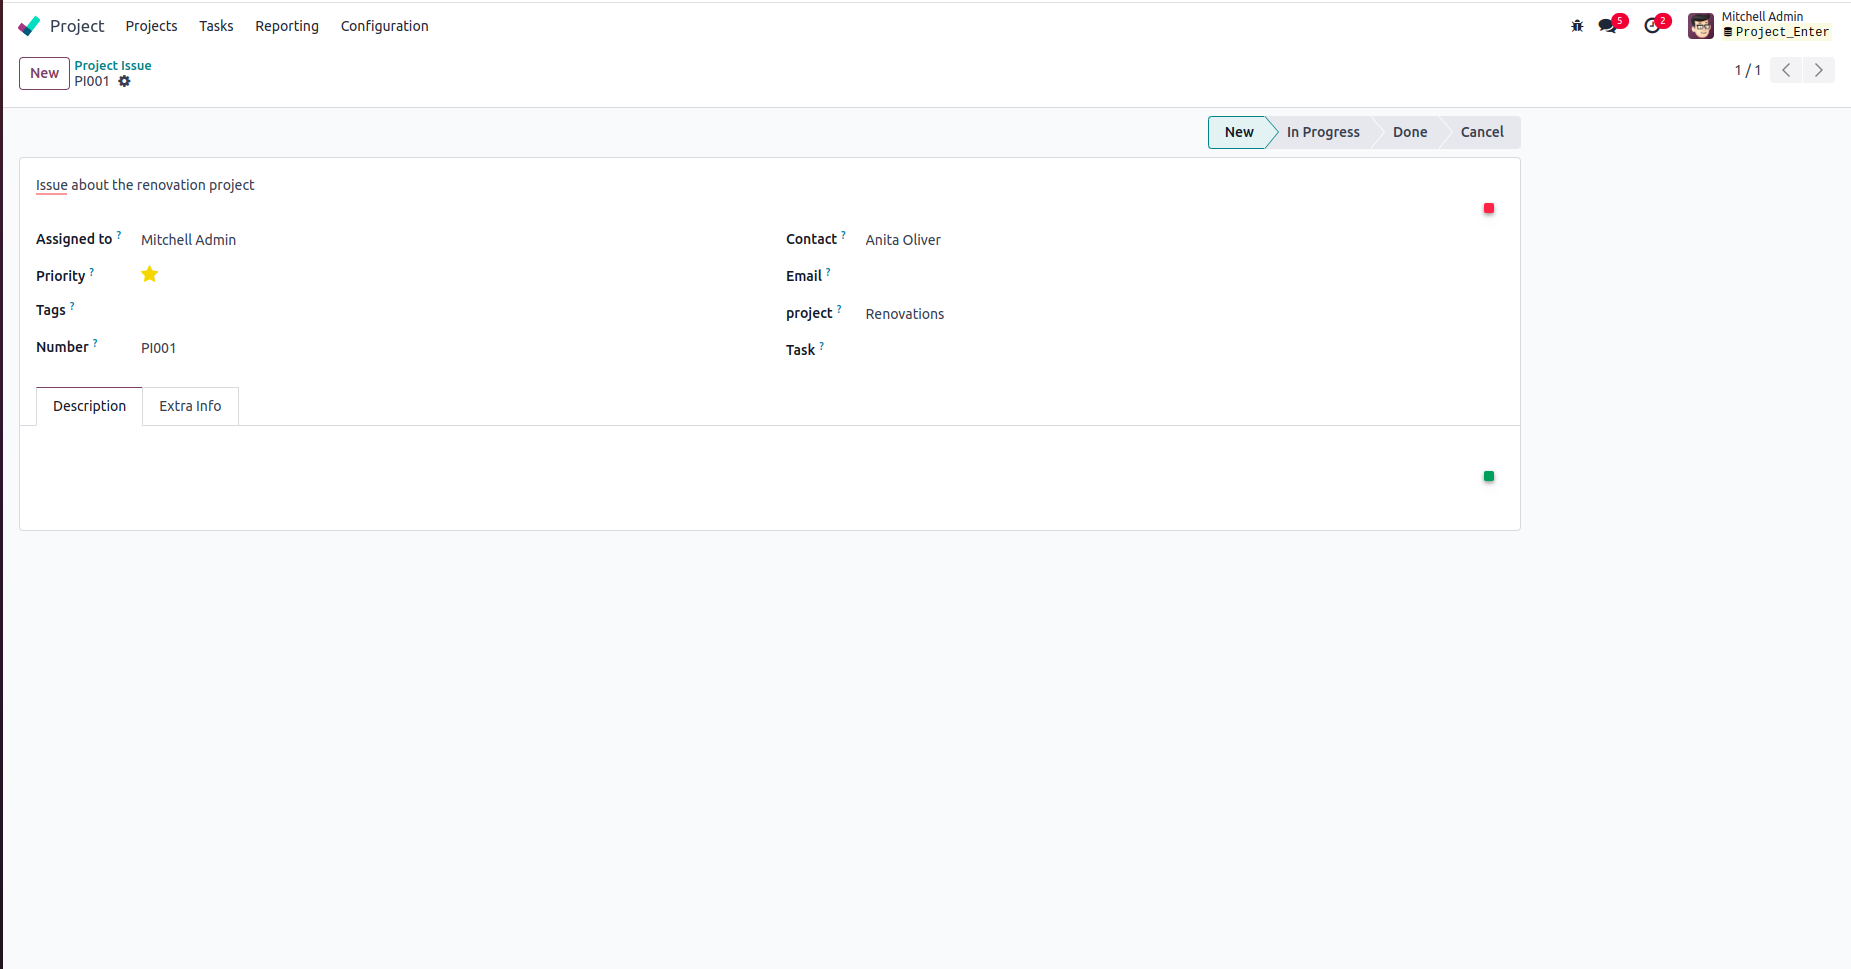 Project Projects Tasks Reporting Configuration 5 2 Mitchell Admin
Project_Enter
New Project Issue
PI001 1 / 1
New In Progress Done Cancel
Issue about the renovation project
Assigned to ? Mitchell Admin Contact ? Anita Oliver
Priority ? Email ?
Tags ? project ? Renovations
Number ? PI001 Task ?
Description Extra Info